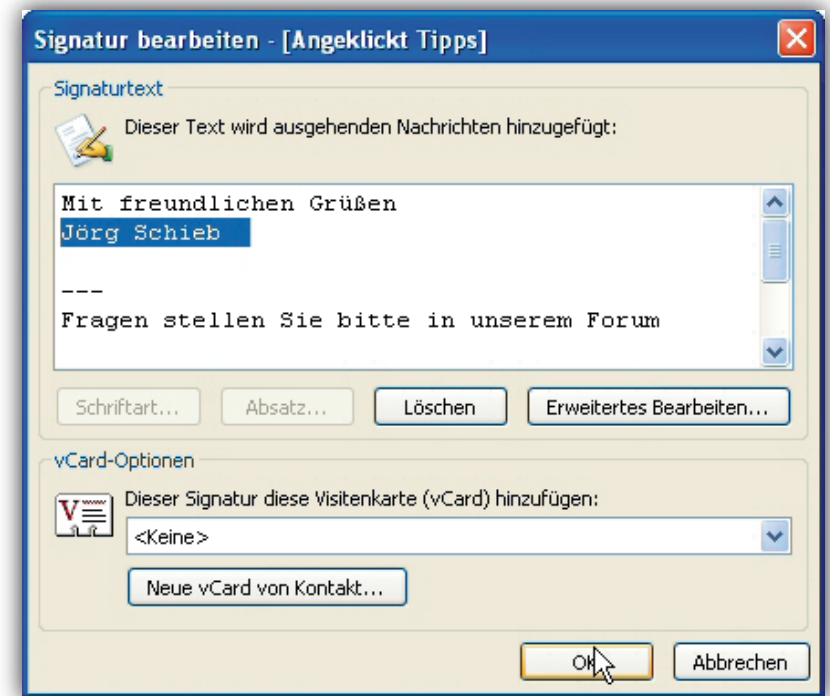 Signatur bearbeiten - [Angeklickt Tipps]
Signaturtext
Dieser Text wird ausgehenden Nachrichten hinzugefügt:
Mit freundlichen Grüßen
Jörg Schieb
---
Fragen stellen Sie bitte in unserem Forum
Schriftart... Absatz... Löschen Erweitertes Bearbeiten...
vCard-Optionen
V
Dieser Signatur diese Visitenkarte (vCard) hinzufügen:
<Keine>
Neue vCard von Kontakt...
OK Abbrechen